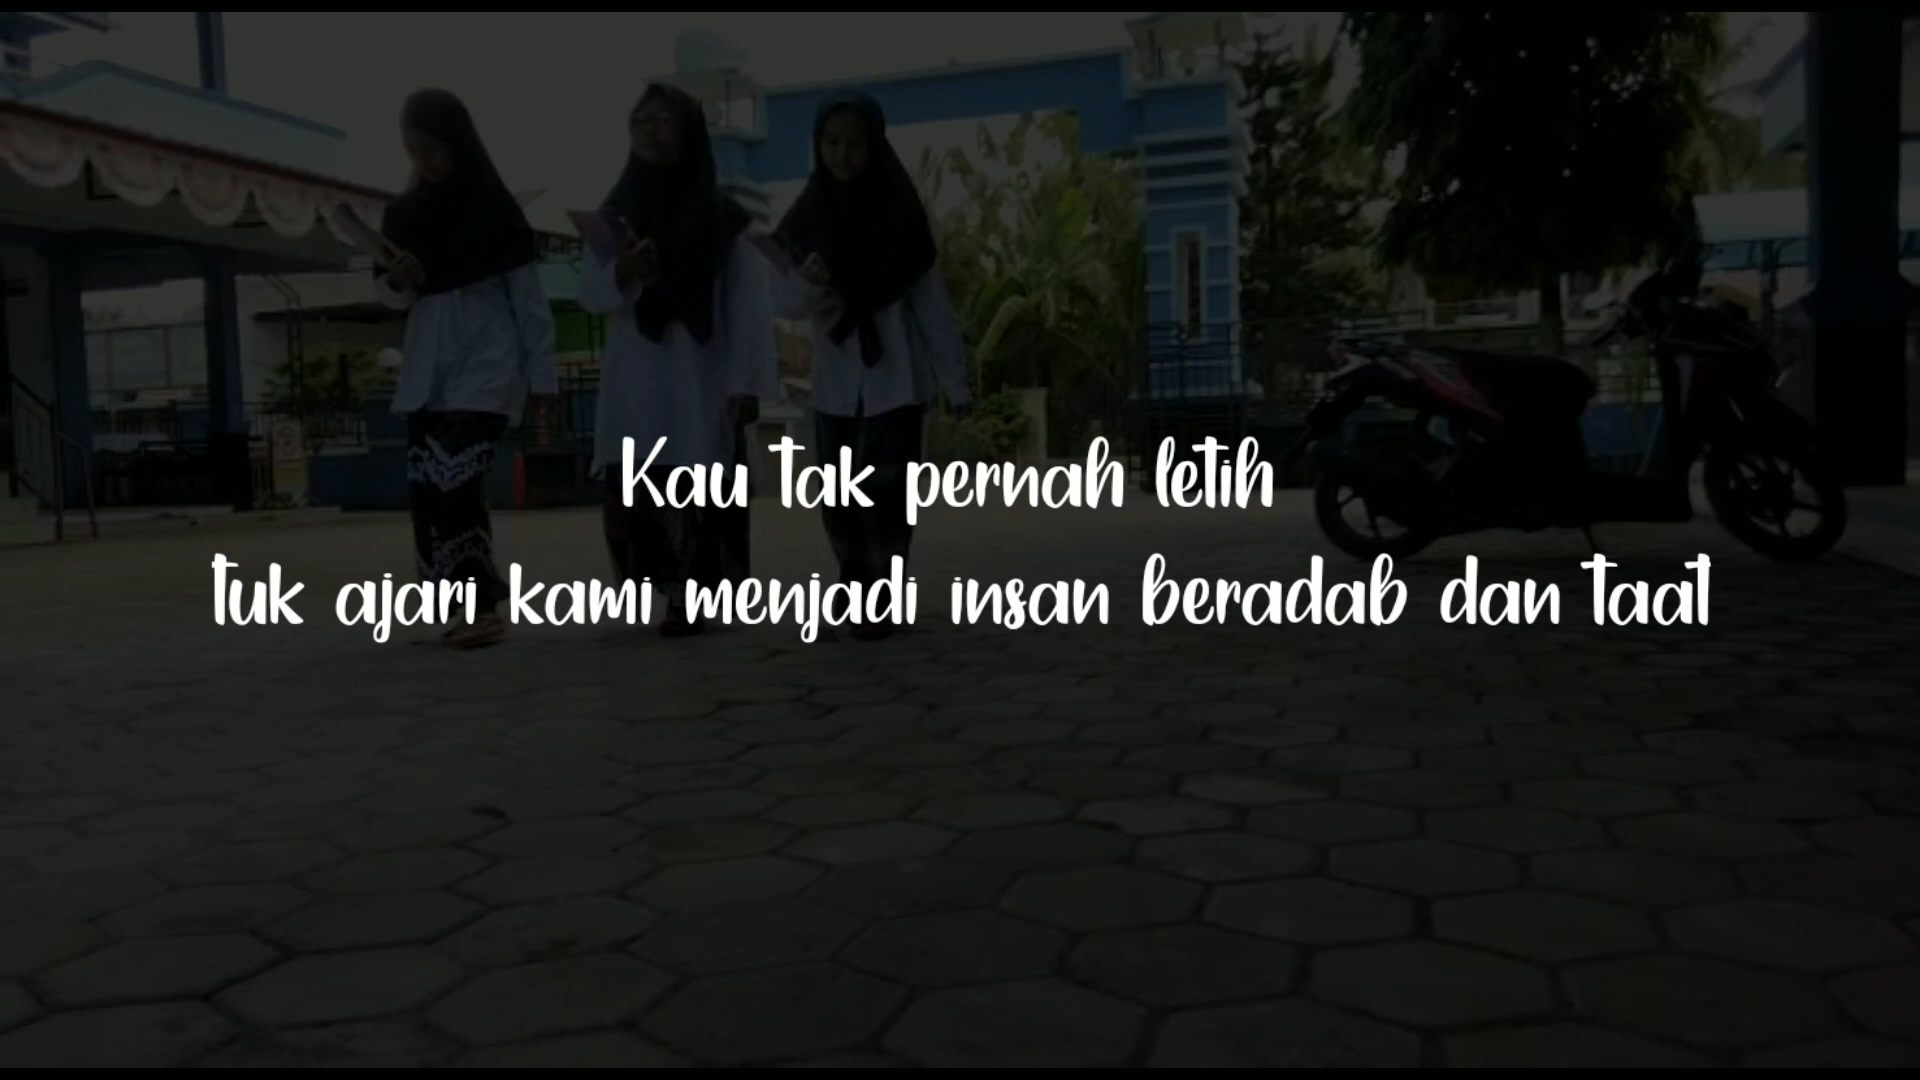 Kau tak pernah letih
tuk ajari kami menjadi insan beradab dan taat